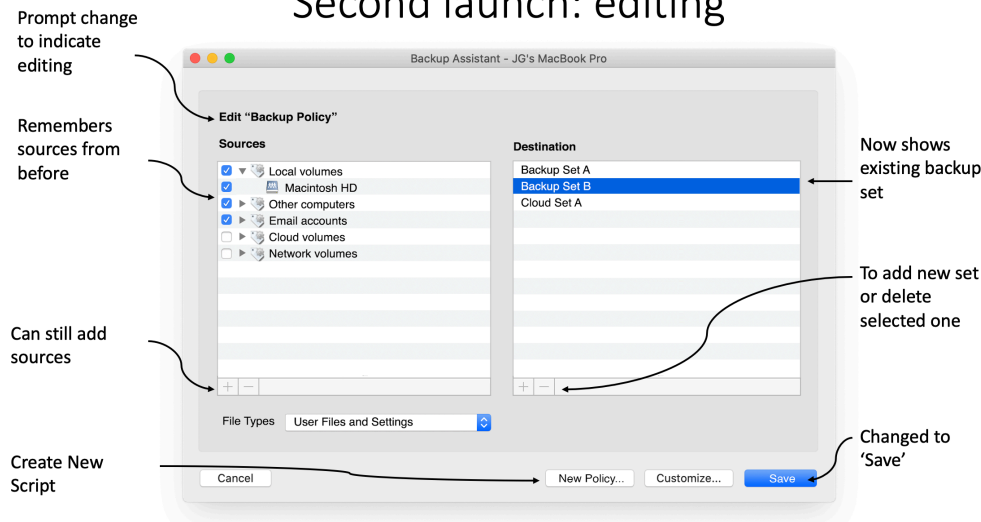 Second launch: editing
Prompt change
to indicate
editing
Backup Assistant - JG's MacBook Pro
Edit “Backup Policy”
Remembers
sources from
before
Sources
Local volumes
Macintosh HD
Other computers
Email accounts
Cloud volumes
Network volumes
Destination
Backup Set A
Backup Set B
Cloud Set A
Now shows
existing backup
set
To add new set
or delete
selected one
Can still add
sources
+ −
+ −
File Types
User Files and Settings
Changed to
‘Save’
Create New
Script
Cancel
New Policy...
Customize...
Save